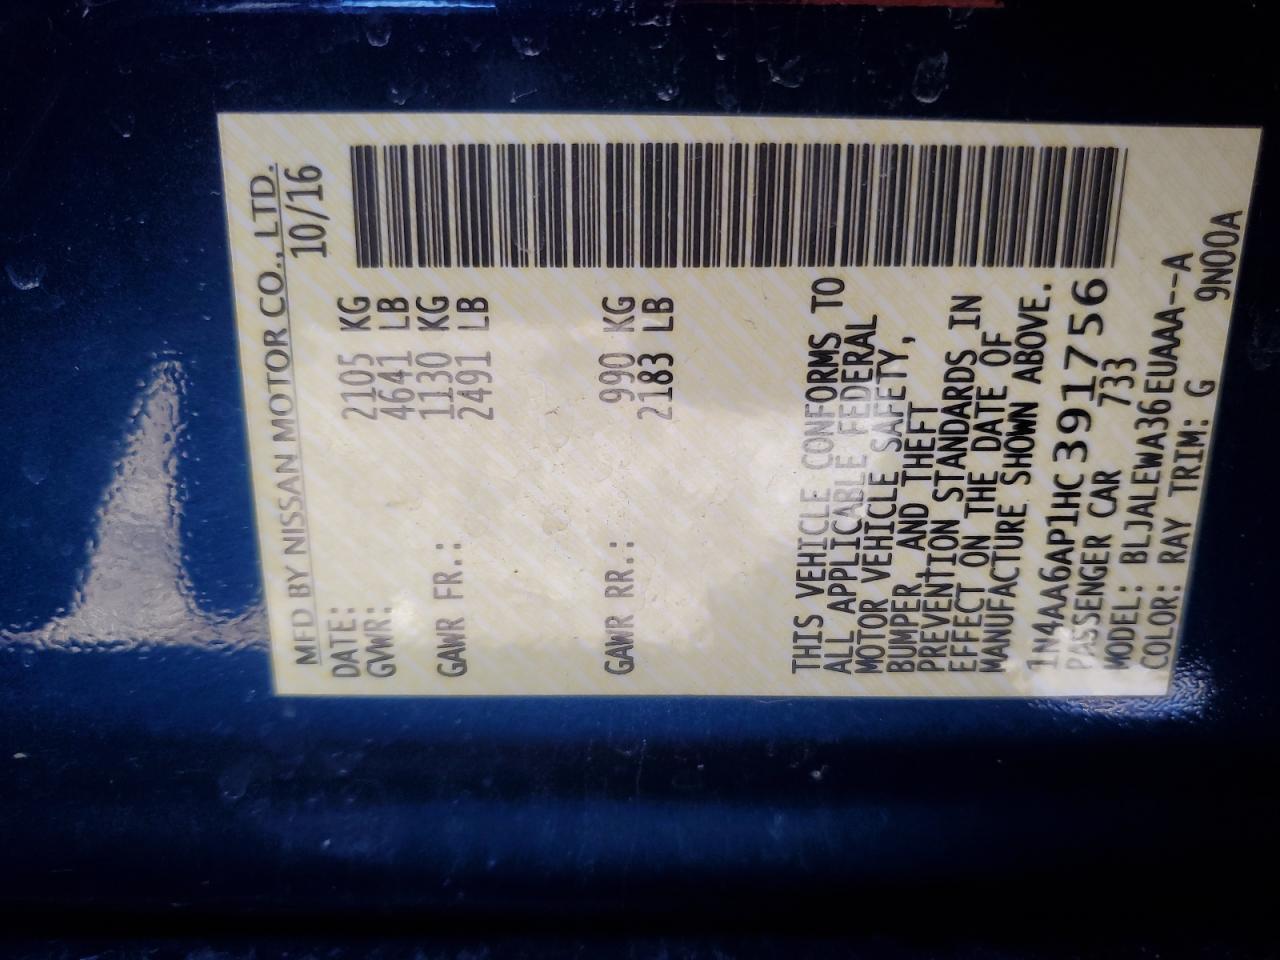 MFD BY NISSAN MOTOR CO., LTD.
DATE: 10/16
GVWR: 2105 KG
4641 LB
GAWR FR.: 1130 KG
2491 LB
GAWR RR.: 990 KG
2183 LB
THIS VEHICLE CONFORMS TO
ALL APPLICABLE FEDERAL
MOTOR VEHICLE SAFETY,
BUMPER, AND THEFT
PREVENTION STANDARDS IN
EFFECT ON THE DATE OF
MANUFACTURE SHOWN ABOVE.
1N4AA6AP1HC391756
PASSENGER CAR 733
MODEL: BLJALEWA36EUAAA--A
COLOR: RAY TRIM: G 9N00A